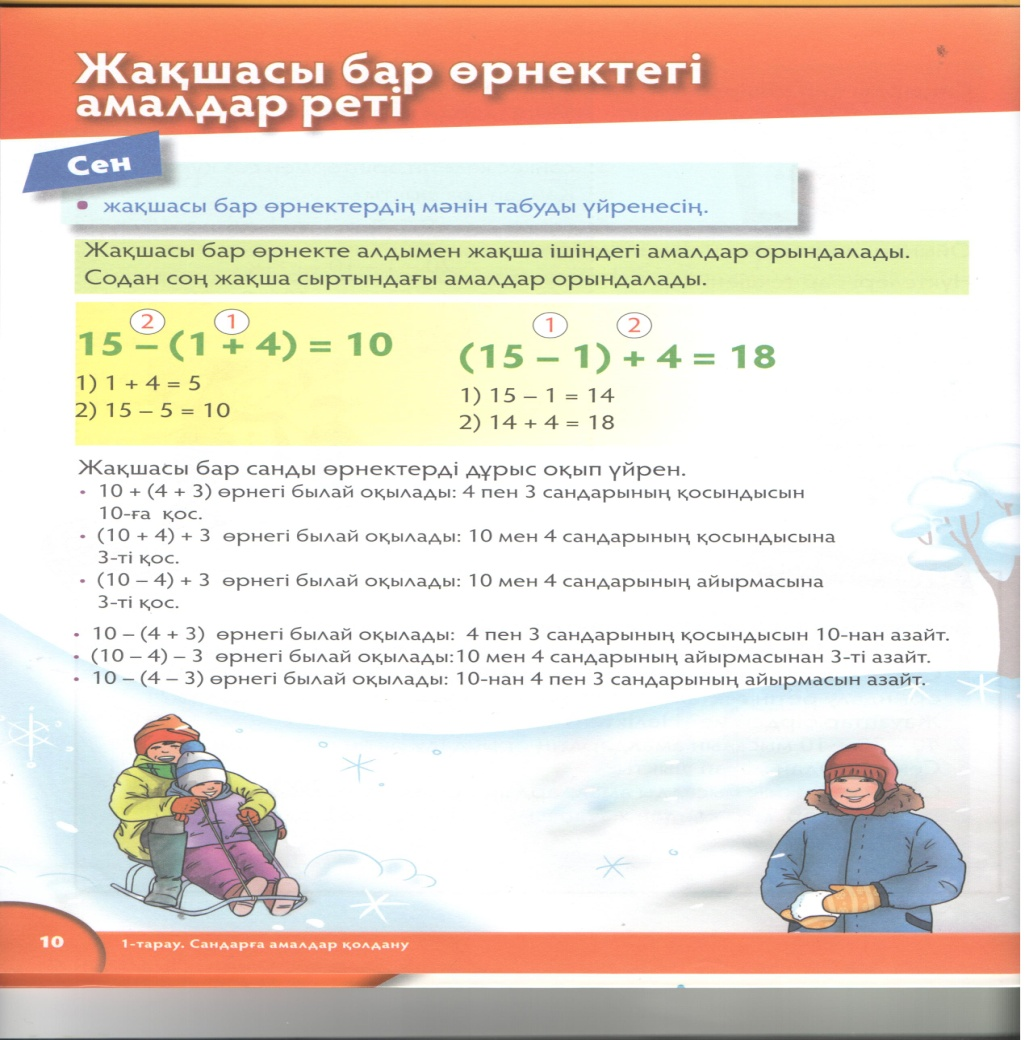 Жақшасы бар өрнектегі
амалдар реті
Сен
• жақшасы бар өрнектердің мәнін табуды үйренесің.
Жақшасы бар өрнекте алдымен жақша ішіндегі амалдар орындалады.
Содан соң жақша сыртындағы амалдар орындалады.
2 1
15 – (1 + 4) = 10
1) 1 + 4 = 5
2) 15 – 5 = 10
1 2
(15 – 1) + 4 = 18
1) 15 – 1 = 14
2) 14 + 4 = 18
Жақшасы бар санды өрнектерді дұрыс оқып үйрен.
• 10 + (4 + 3) өрнегі былай оқылады: 4 пен 3 сандарының қосындысын
10-ға қос.
• (10 + 4) + 3 өрнегі былай оқылады: 10 мен 4 сандарының қосындысына
3-ті қос.
• (10 – 4) + 3 өрнегі былай оқылады: 10 мен 4 сандарының айырмасына
3-ті қос.
• 10 – (4 + 3) өрнегі былай оқылады: 4 пен 3 сандарының қосындысын 10-нан азайт.
• (10 – 4) – 3 өрнегі былай оқылады:10 мен 4 сандарының айырмасынан 3-ті азайт.
• 10 – (4 – 3) өрнегі былай оқылады: 10-нан 4 пен 3 сандарының айырмасын азайт.
10 1-тарау. Сандарға амалдар қолдану